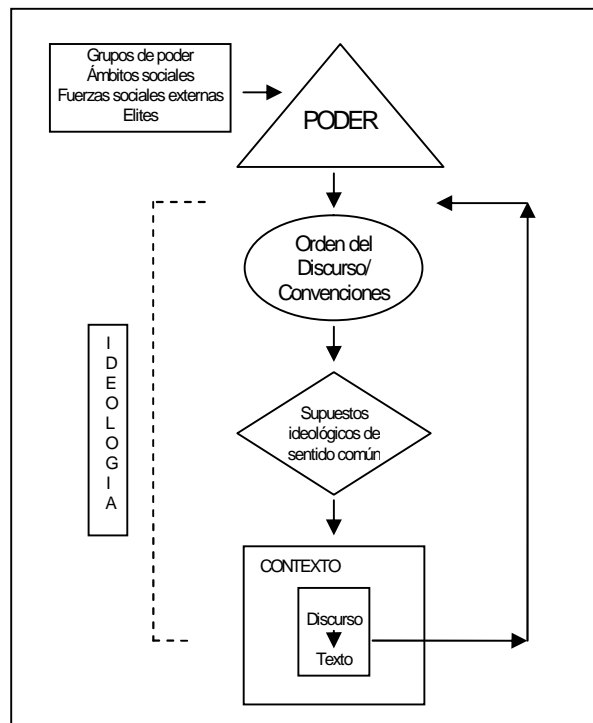 Grupos de poder
Ámbitos sociales
Fuerzas sociales externas
Elites
PODER
Orden del
Discurso/
Convenciones
I
D
E
O
L
O
G
I
A
Supuestos
ideológicos de
sentido común
CONTEXTO
Discurso
Texto